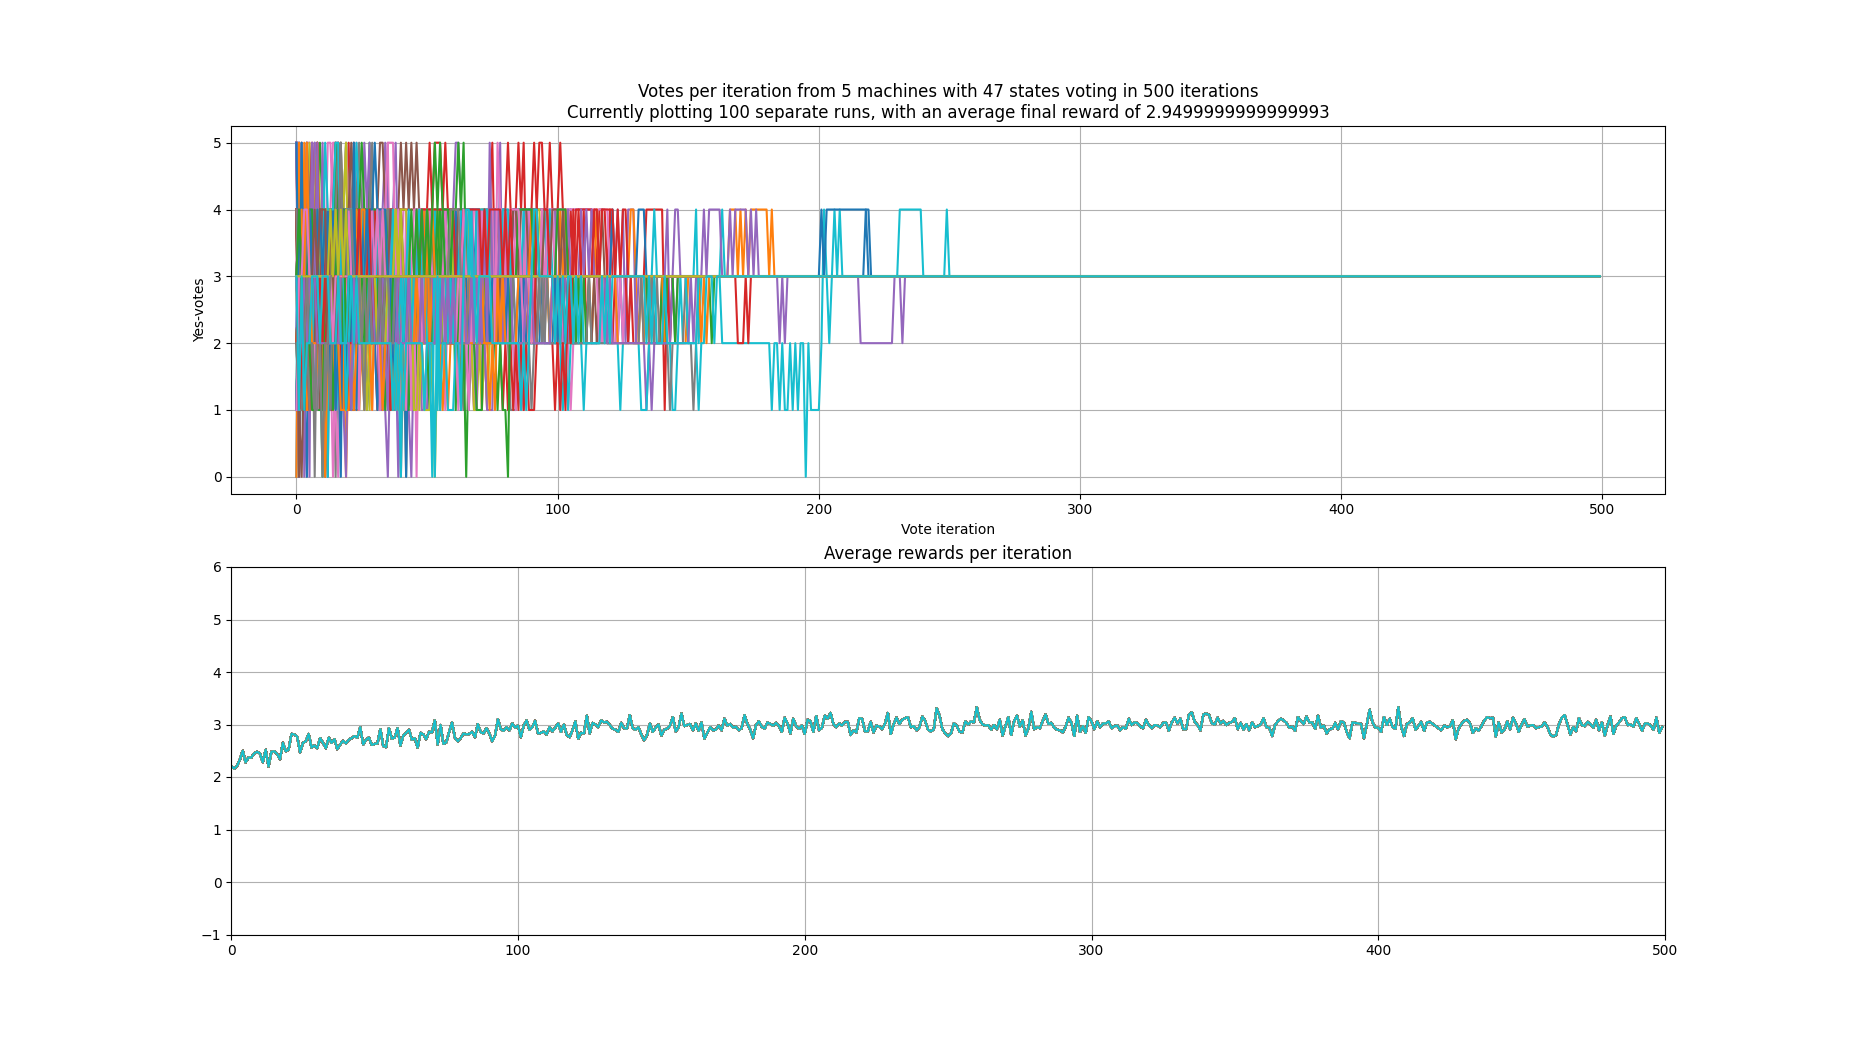 Votes per iteration from 5 machines with 47 states voting in 500 iterations
Currently plotting 100 separate runs, with an average final reward of 2.9499999999999993
5
4
3
2
1
0
Yes-votes
0 100 200 300 400 500
Vote iteration
Average rewards per iteration
6
5
4
3
2
1
0
−1
0 100 200 300 400 500